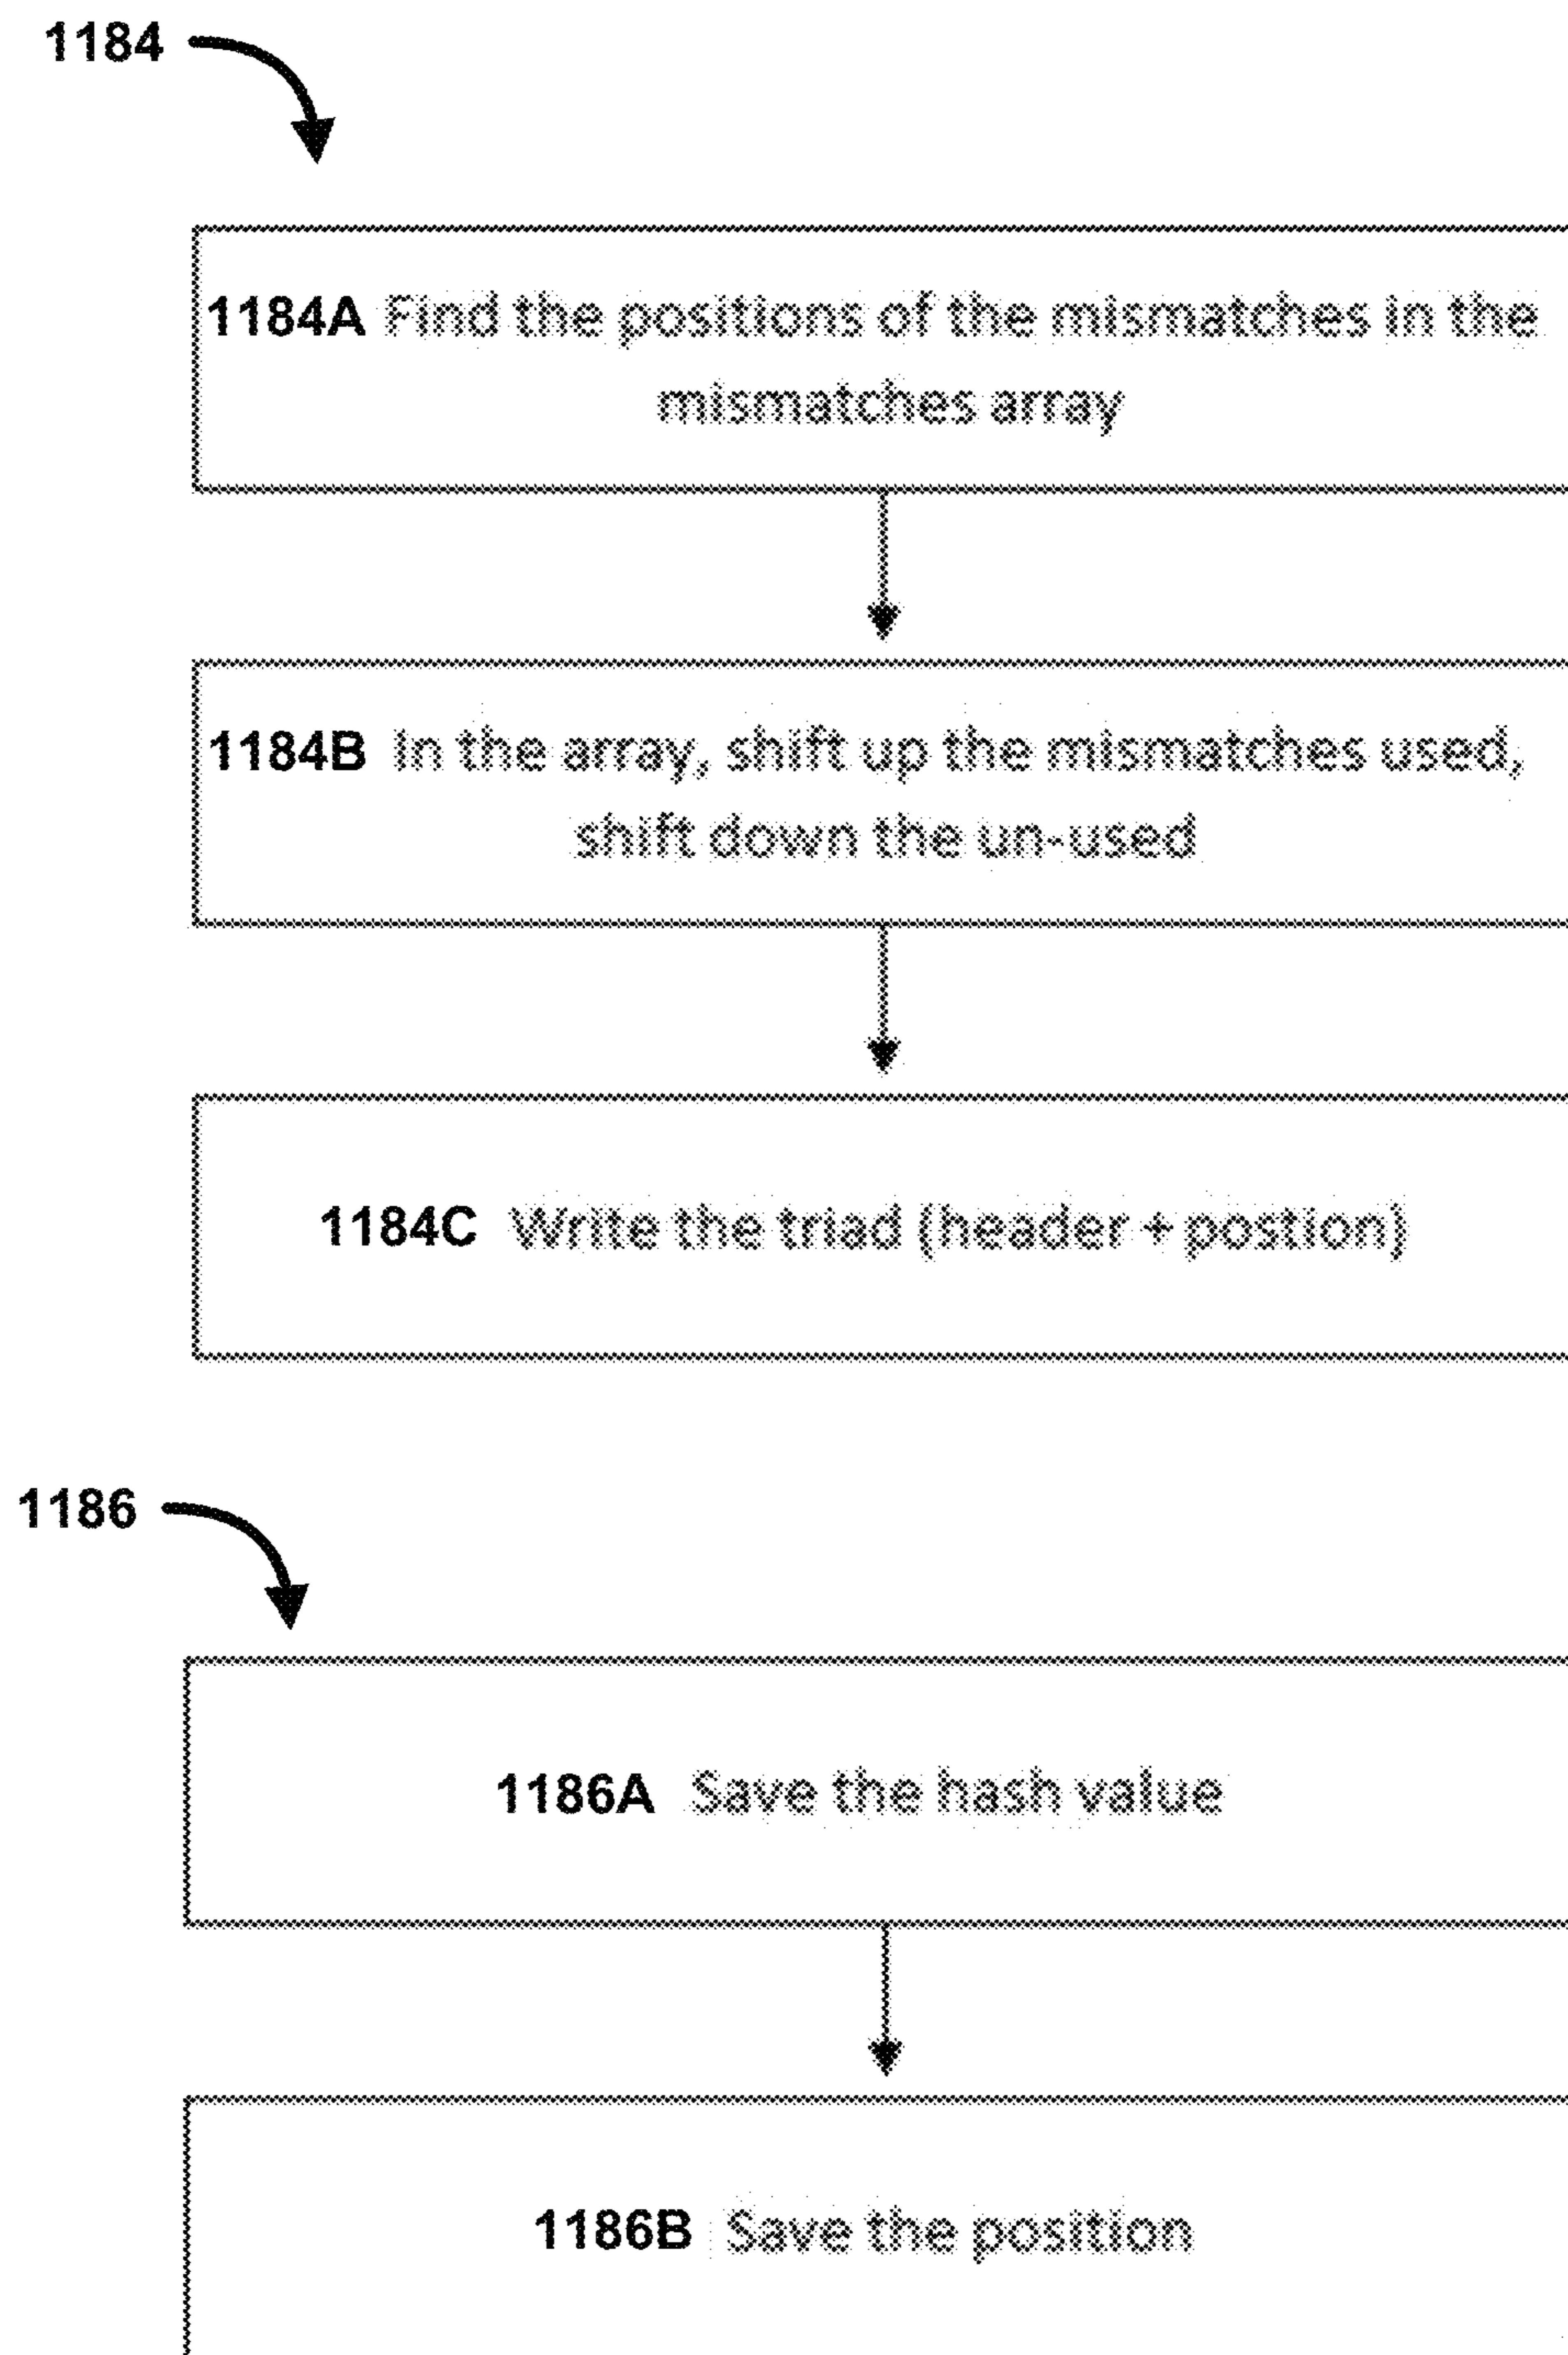 1184
1184A Find the positions of the mismatches in the
mismatches array
1184B In the array, shift up the mismatches used,
shift down the un-used
1184C Write the triad (header + postion)
1186
1186A Save the hash value
1186B Save the position